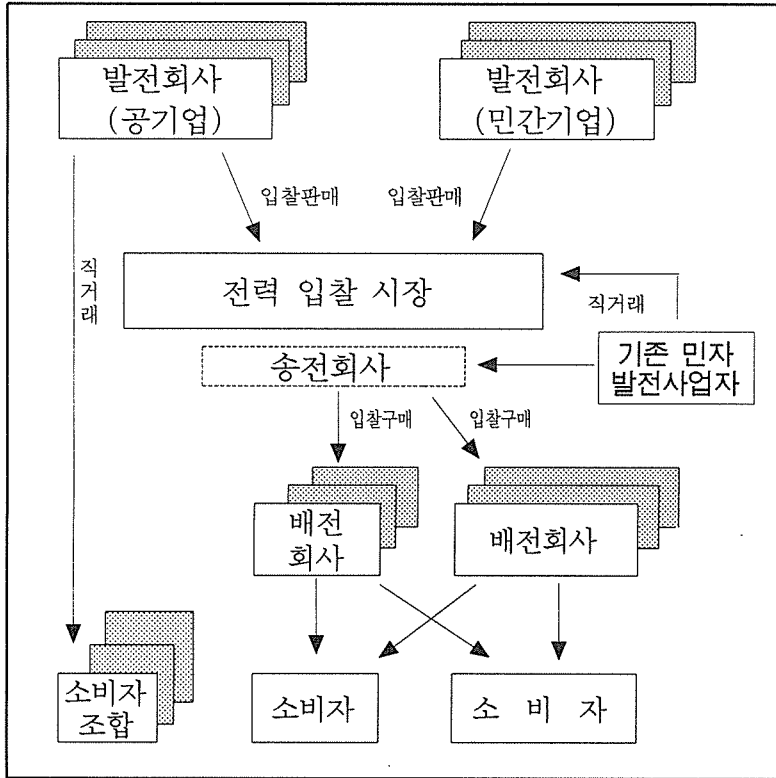 발전회사
(공기업)
발전회사
(민간기업)
입찰판매
입찰판매
직거래
전력 입찰 시장
직거래
송전회사
기존 민자
발전사업자
입찰구매
입찰구매
배전
회사
배전회사
소비자
조합
소비자
소 비 자